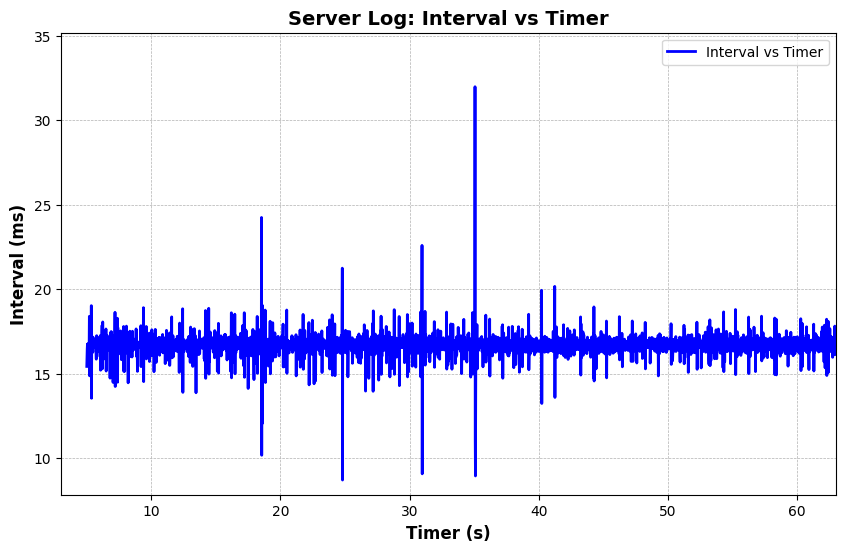 Server Log: Interval vs Timer
Interval vs Timer
35
30
25
20
15
10
Interval (ms)
10 20 30 40 50 60
Timer (s)